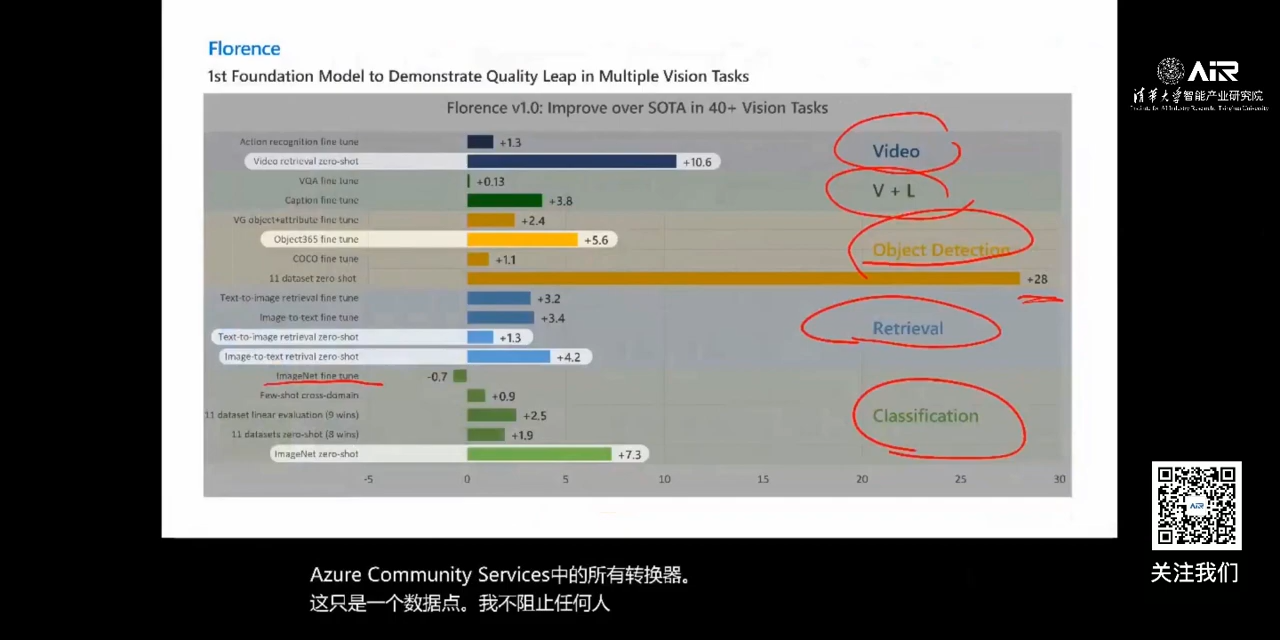 Florence
1st Foundation Model to Demonstrate Quality Leap in Multiple Vision Tasks
Florence v1.0: Improve over SOTA in 40+ Vision Tasks
Action recognition fine tune +1.3
Video retrieval zero-shot +10.6
Video
VQA fine tune +0.13
Caption fine tune +3.8
V + L
VG object+attribute fine tune +2.4
Object365 fine tune +5.6
COCO fine tune +1.1
11 dataset zero-shot +28
Object Detection
Text-to-image retrieval fine tune +3.2
Image-to-text fine tune +3.4
Text-to-image retrieval zero-shot +1.3
Image-to-text retrival zero-shot +4.2
Retrieval
ImageNet fine tune -0.7
Few-shot cross-domain +0.9
11 dataset linear evaluation (9 wins) +2.5
11 datasets zero-shot (8 wins) +1.9
ImageNet zero-shot +7.3
Classification
-5 0 5 10 15 20 25 30
AIR
清华大学智能产业研究院
Institute for AI Industry Research, Tsinghua University
AIR
关注我们
Azure Community Services中的所有转换器。
这只是一个数据点。我不阻止任何人